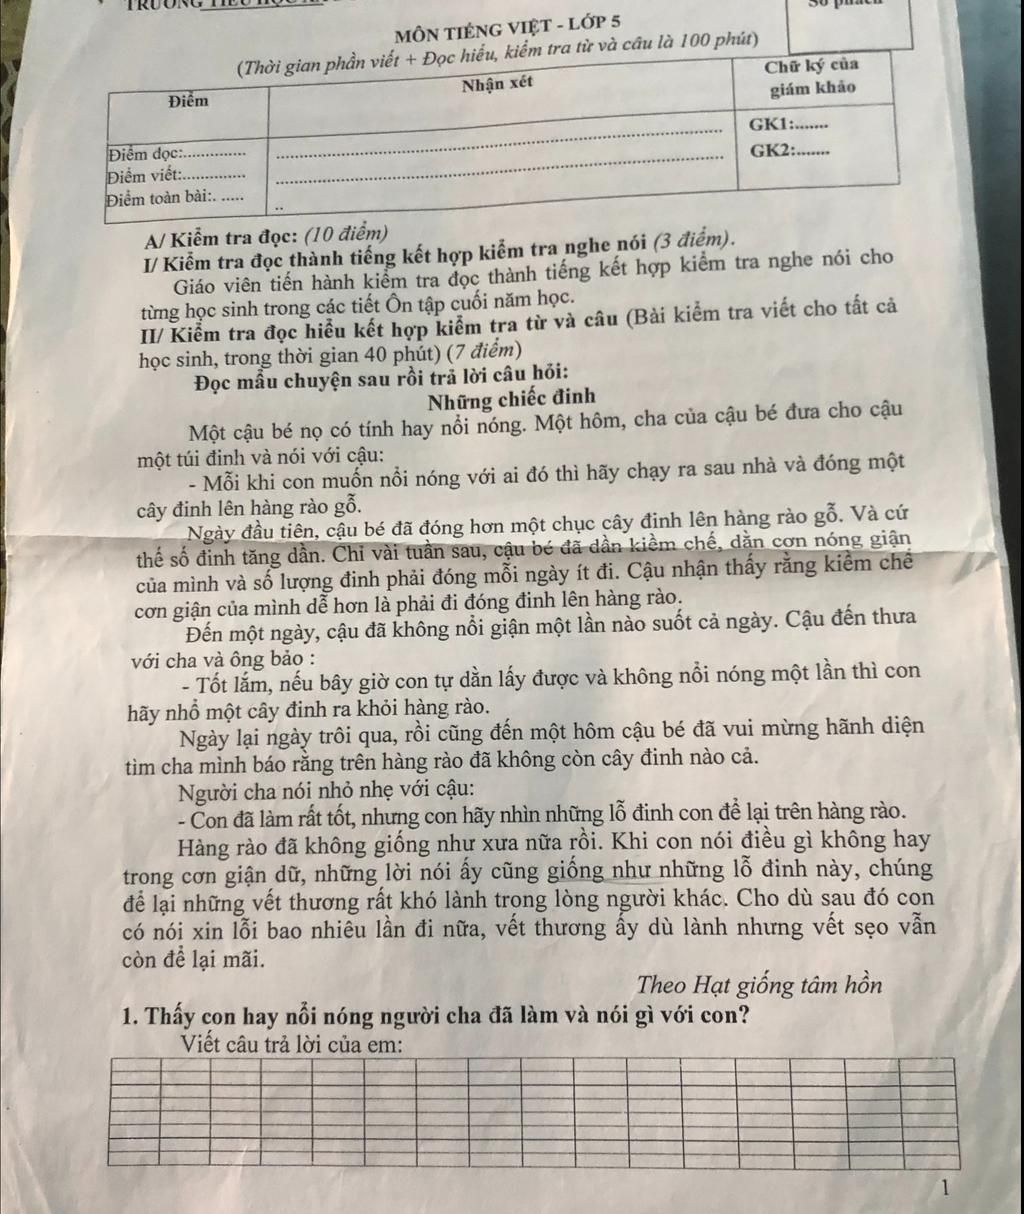 TRƯỜNG TIỂU HỌC
Số phách
MÔN TIẾNG VIỆT - LỚP 5
(Thời gian phần viết + Đọc hiểu, kiểm tra từ và câu là 100 phút)
Điểm
Nhận xét
Chữ ký của
giám khảo
Điểm đọc:..............
Điểm viết:..............
Điểm toàn bài:. .....
..
GK1:.......
GK2:.......
A/ Kiểm tra đọc: (10 điểm)
I/ Kiểm tra đọc thành tiếng kết hợp kiểm tra nghe nói (3 điểm).
Giáo viên tiến hành kiểm tra đọc thành tiếng kết hợp kiểm tra nghe nói cho
từng học sinh trong các tiết Ôn tập cuối năm học.
II/ Kiểm tra đọc hiểu kết hợp kiểm tra từ và câu (Bài kiểm tra viết cho tất cả
học sinh, trong thời gian 40 phút) (7 điểm)
Đọc mẩu chuyện sau rồi trả lời câu hỏi:
Những chiếc đinh
Một cậu bé nọ có tính hay nổi nóng. Một hôm, cha của cậu bé đưa cho cậu
một túi đinh và nói với cậu:
- Mỗi khi con muốn nổi nóng với ai đó thì hãy chạy ra sau nhà và đóng một
cây đinh lên hàng rào gỗ.
Ngày đầu tiên, cậu bé đã đóng hơn một chục cây đinh lên hàng rào gỗ. Và cứ
thế số đinh tăng dần. Chỉ vài tuần sau, cậu bé đã dần kiềm chế, dằn cơn nóng giận
của mình và số lượng đinh phải đóng mỗi ngày ít đi. Cậu nhận thấy rằng kiềm chế
cơn giận của mình dễ hơn là phải đi đóng đinh lên hàng rào.
Đến một ngày, cậu đã không nổi giận một lần nào suốt cả ngày. Cậu đến thưa
với cha và ông bảo :
- Tốt lắm, nếu bây giờ con tự dằn lấy được và không nổi nóng một lần thì con
hãy nhổ một cây đinh ra khỏi hàng rào.
Ngày lại ngày trôi qua, rồi cũng đến một hôm cậu bé đã vui mừng hãnh diện
tìm cha mình báo rằng trên hàng rào đã không còn cây đinh nào cả.
Người cha nói nhỏ nhẹ với cậu:
- Con đã làm rất tốt, nhưng con hãy nhìn những lỗ đinh con để lại trên hàng rào.
Hàng rào đã không giống như xưa nữa rồi. Khi con nói điều gì không hay
trong cơn giận dữ, những lời nói ấy cũng giống như những lỗ đinh này, chúng
để lại những vết thương rất khó lành trong lòng người khác. Cho dù sau đó con
có nói xin lỗi bao nhiêu lần đi nữa, vết thương ấy dù lành nhưng vết sẹo vẫn
còn để lại mãi.
Theo Hạt giống tâm hồn
1. Thấy con hay nổi nóng người cha đã làm và nói gì với con?
Viết câu trả lời của em:
1